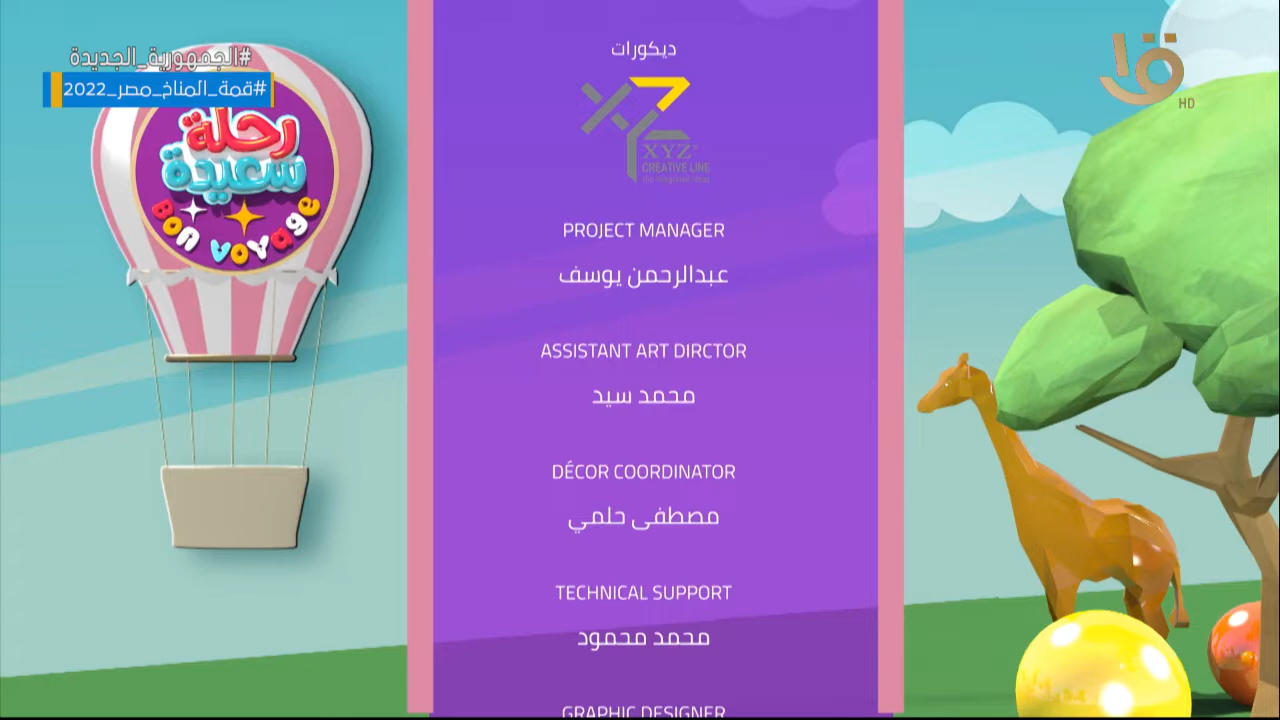 #الجمهورية_الجديدة
#قمة_المناخ_مصر_2022
رحلة
سعيدة
BON VOYAGE
HD
ديكورات
XYZ
XYZ
CREATIVE LINE
PROJECT MANAGER
عبدالرحمن يوسف
ASSISTANT ART DIRCTOR
محمد سيد
DÉCOR COORDINATOR
مصطفى حلمي
TECHNICAL SUPPORT
محمد محمود
GRAPHIC DESIGNER